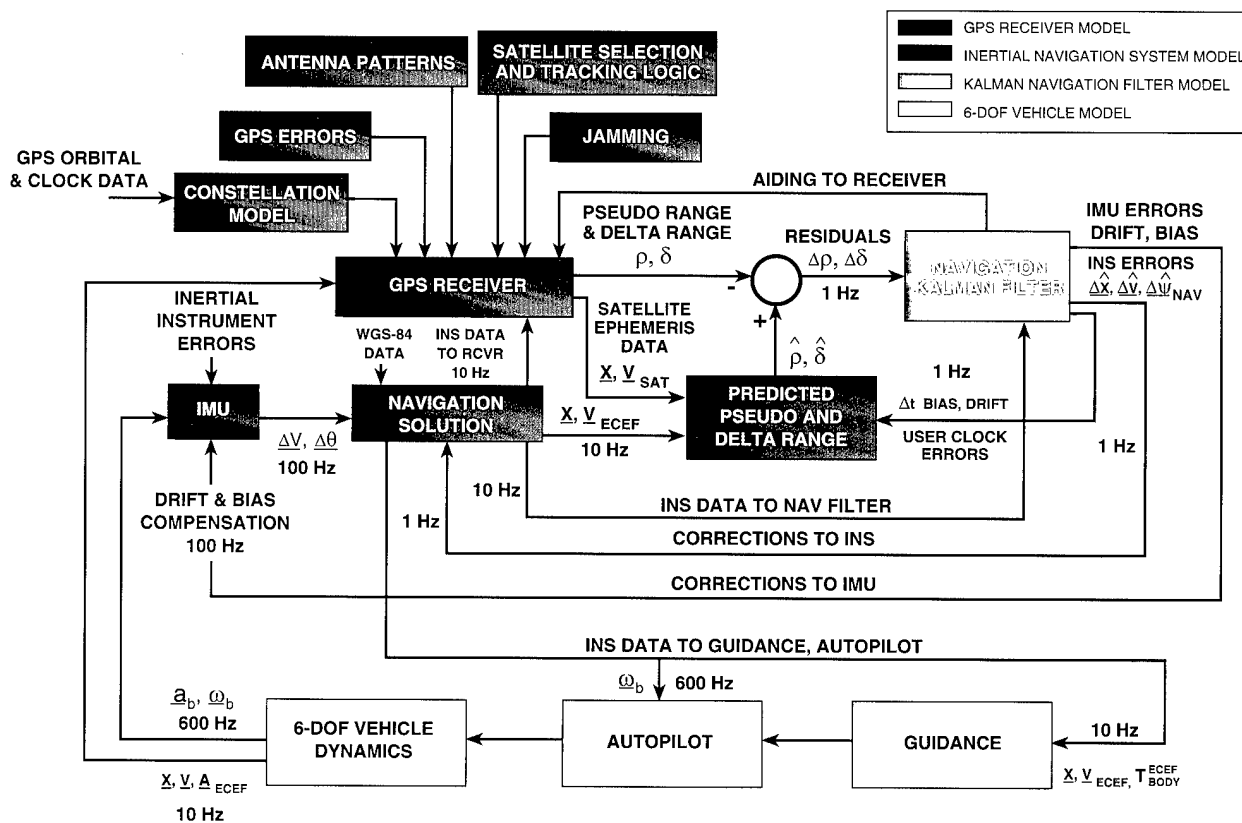 GPS RECEIVER MODEL
INERTIAL NAVIGATION SYSTEM MODEL
KALMAN NAVIGATION FILTER MODEL
6-DOF VEHICLE MODEL
ANTENNA PATTERNS
SATELLITE SELECTION
AND TRACKING LOGIC
GPS ERRORS
JAMMING
GPS ORBITAL
& CLOCK DATA
CONSTELLATION
MODEL
AIDING TO RECEIVER
PSEUDO RANGE
& DELTA RANGE
ρ, δ
RESIDUALS
Δρ, Δδ
1 Hz
IMU ERRORS
DRIFT, BIAS
INS ERRORS
Δx̂, Δv̂, Δψ̂ NAV
NAVIGATION
KALMAN FILTER
GPS RECEIVER
-
+
INERTIAL
INSTRUMENT
ERRORS
WGS-84
DATA
INS DATA
TO RCVR
10 Hz
SATELLITE
EPHEMERIS
DATA
X, V SAT
ρ̂, δ̂
1 Hz
IMU
ΔV, Δθ
100 Hz
NAVIGATION
SOLUTION
X, V ECEF
10 Hz
PREDICTED
PSEUDO AND
DELTA RANGE
Δt BIAS, DRIFT
USER CLOCK
ERRORS
1 Hz
DRIFT & BIAS
COMPENSATION
100 Hz
1 Hz
10 Hz
INS DATA TO NAV FILTER
CORRECTIONS TO INS
CORRECTIONS TO IMU
INS DATA TO GUIDANCE, AUTOPILOT
ω b
600 Hz
a b, ω b
600 Hz
6-DOF VEHICLE
DYNAMICS
AUTOPILOT
GUIDANCE
10 Hz
X, V ECEF, T BODY ECEF
X, V, A ECEF
10 Hz